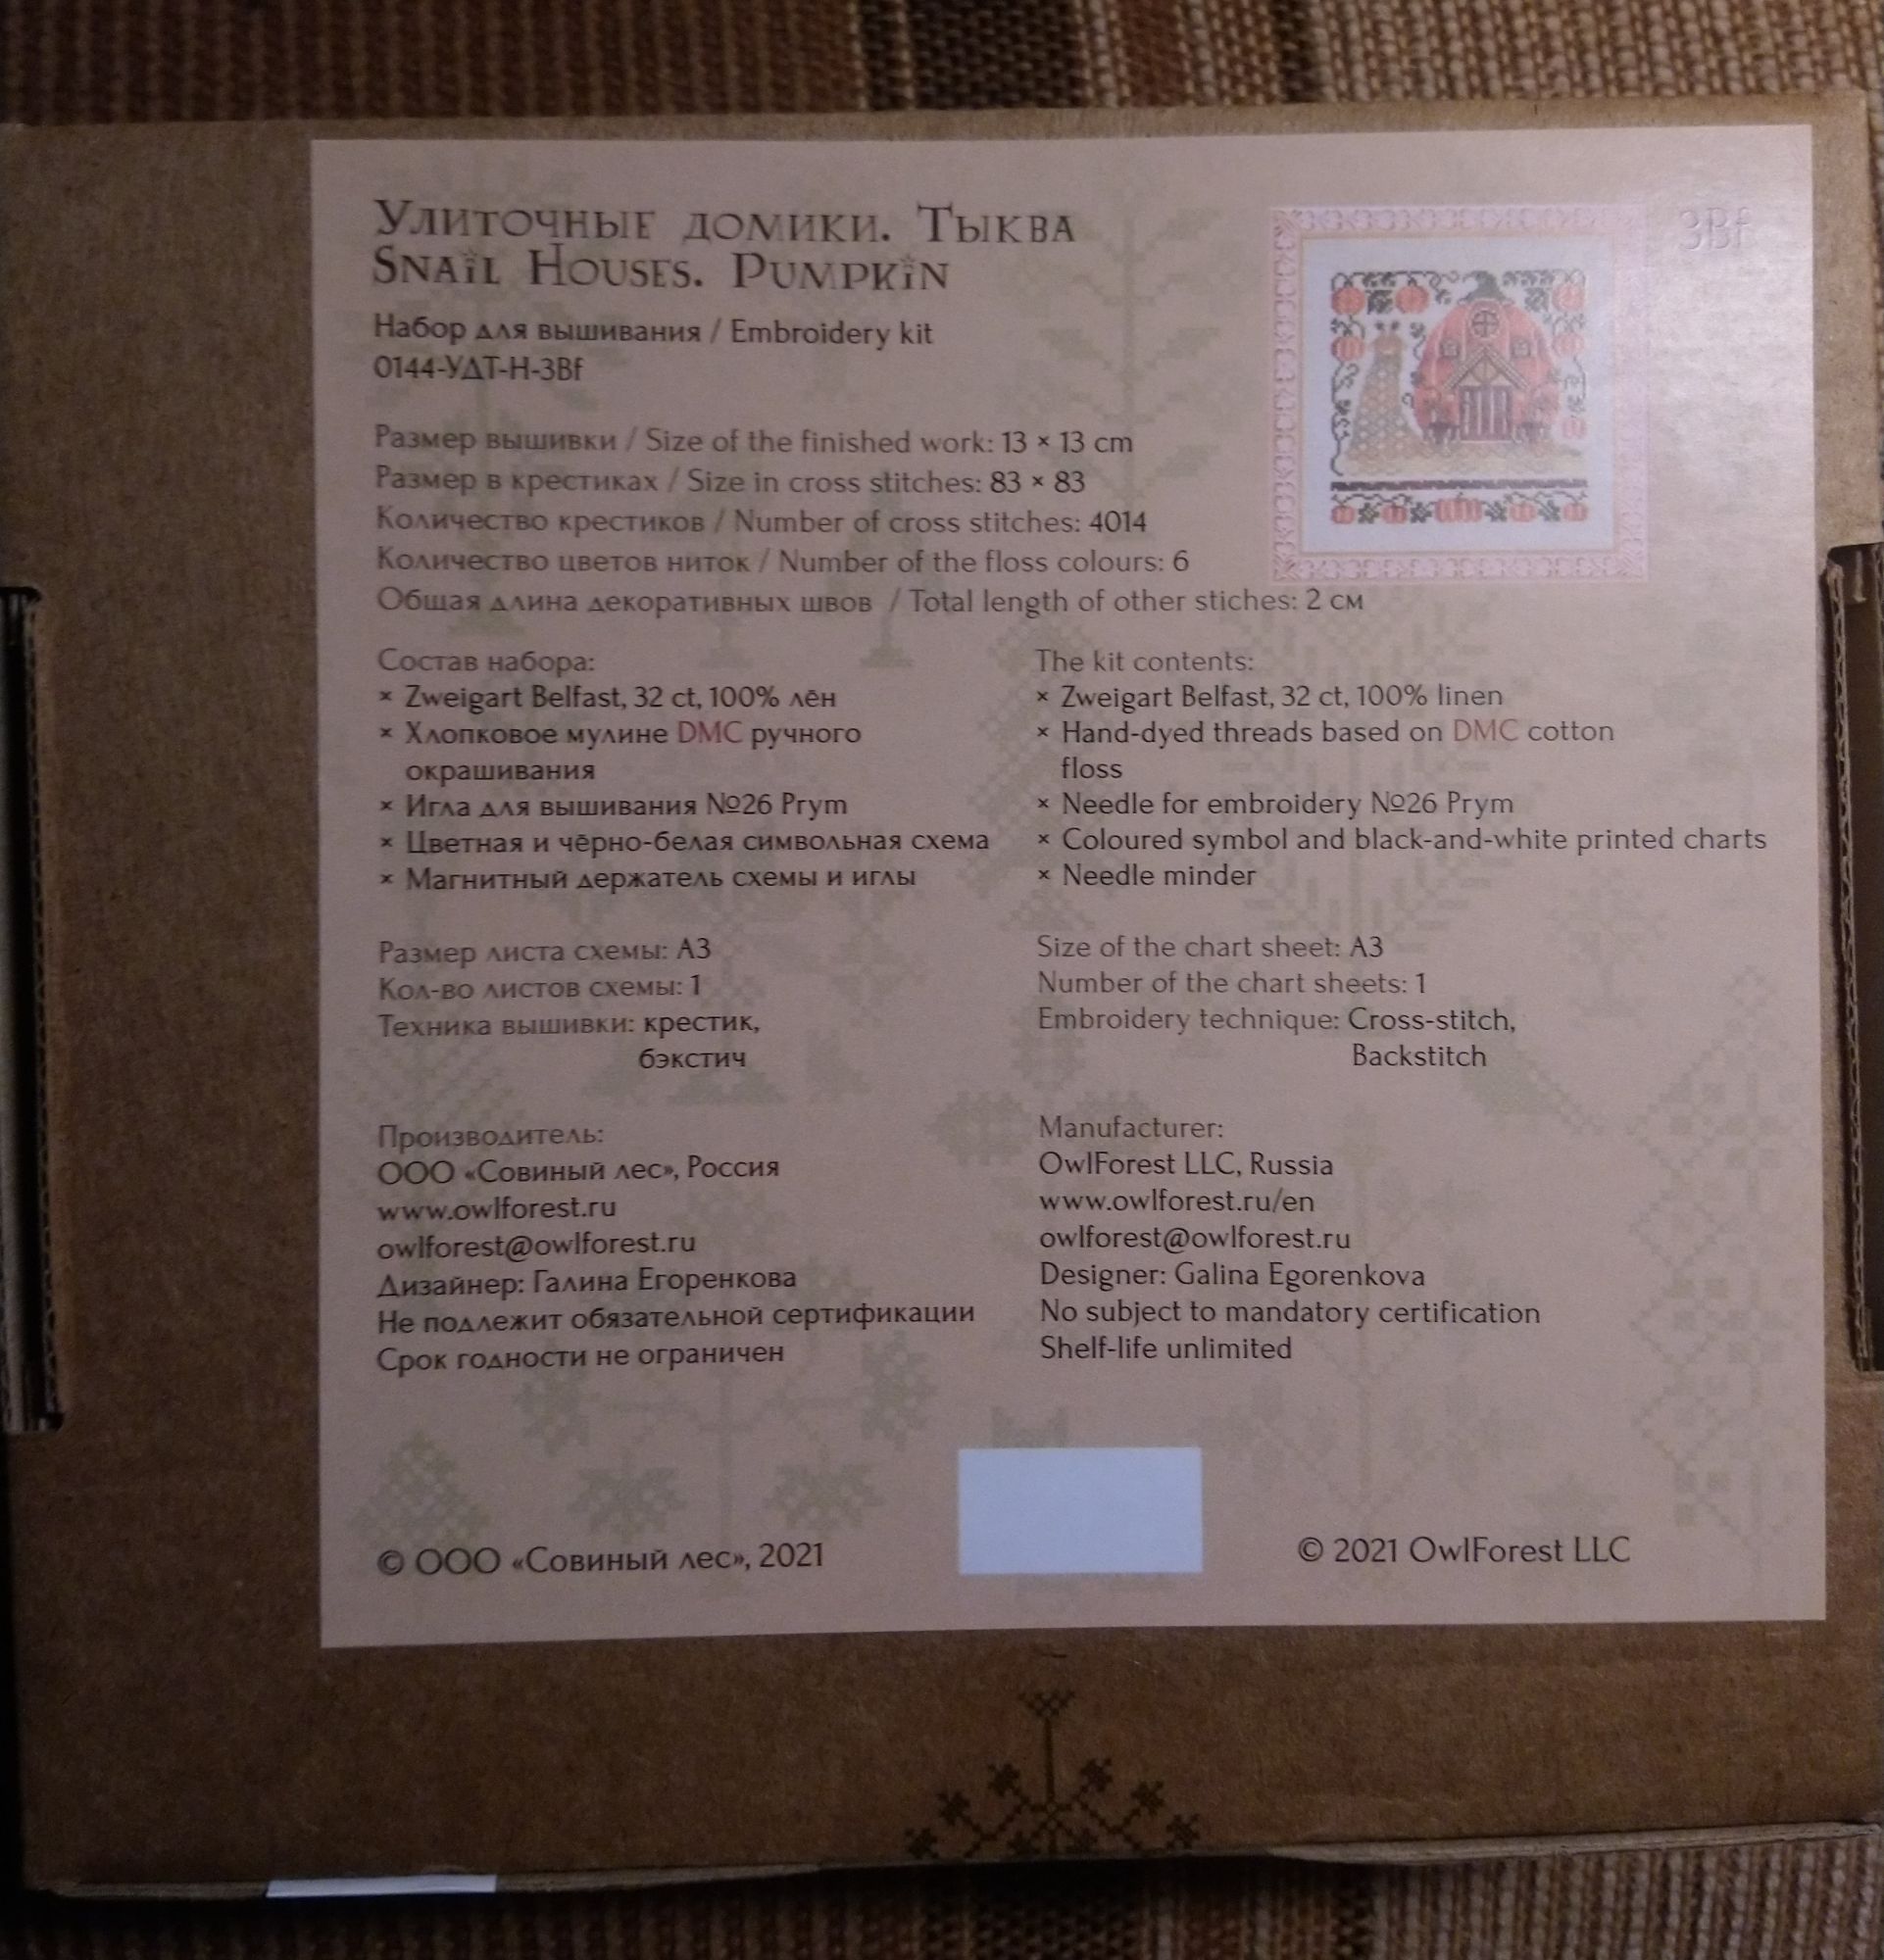 Улиточные домики. Тыква
Snail Houses. Pumpkin
3Bf
Набор для вышивания / Embroidery kit
0144-УДТ-Н-3Bf
Размер вышивки / Size of the finished work: 13 × 13 cm
Размер в крестиках / Size in cross stitches: 83 × 83
Количество крестиков / Number of cross stitches: 4014
Количество цветов ниток / Number of the floss colours: 6
Общая длина декоративных швов / Total length of other stiches: 2 см
Состав набора:
× Zweigart Belfast, 32 ct, 100% лён
× Хлопковое мулине DMC ручного
окрашивания
× Игла для вышивания №26 Prym
× Цветная и чёрно-белая символьная схема
× Магнитный держатель схемы и иглы
Размер листа схемы: А3
Кол-во листов схемы: 1
Техника вышивки: крестик,
бэкстич
Производитель:
ООО «Совиный лес», Россия
www.owlforest.ru
owlforest@owlforest.ru
Дизайнер: Галина Егоренкова
Не подлежит обязательной сертификации
Срок годности не ограничен
© ООО «Совиный лес», 2021
The kit contents:
× Zweigart Belfast, 32 ct, 100% linen
× Hand-dyed threads based on DMC cotton
floss
× Needle for embroidery №26 Prym
× Coloured symbol and black-and-white printed charts
× Needle minder
Size of the chart sheet: A3
Number of the chart sheets: 1
Embroidery technique: Cross-stitch,
Backstitch
Manufacturer:
OwlForest LLC, Russia
www.owlforest.ru/en
owlforest@owlforest.ru
Designer: Galina Egorenkova
No subject to mandatory certification
Shelf-life unlimited
© 2021 OwlForest LLC